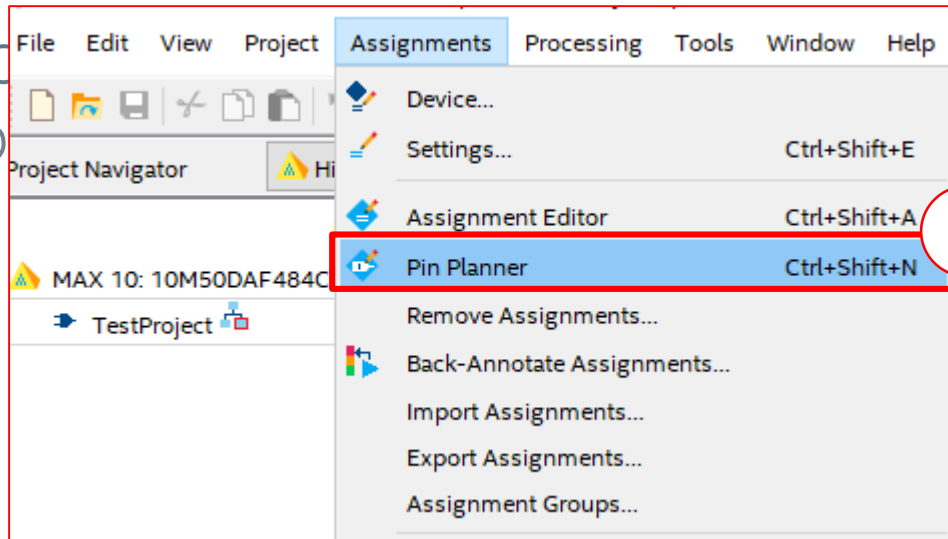 File Edit View Project Assignments Processing Tools Window Help
Device...
Settings... Ctrl+Shift+E
Project Navigator
Assignment Editor Ctrl+Shift+A
Pin Planner Ctrl+Shift+N
MAX 10: 10M50DAF484C
Remove Assignments...
TestProject
Back-Annotate Assignments...
Import Assignments...
Export Assignments...
Assignment Groups...